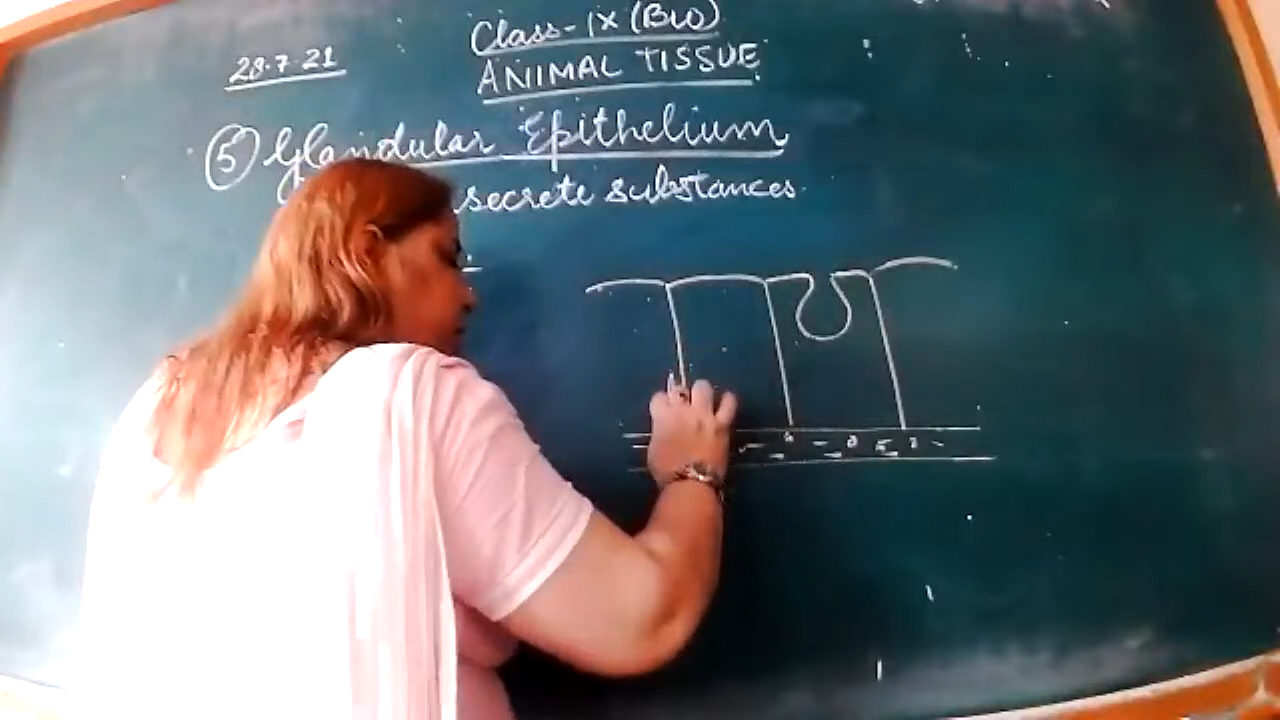 Class-IX (Bio)
28.7.21
ANIMAL TISSUE
5 Glandular Epithelium
secrete substances